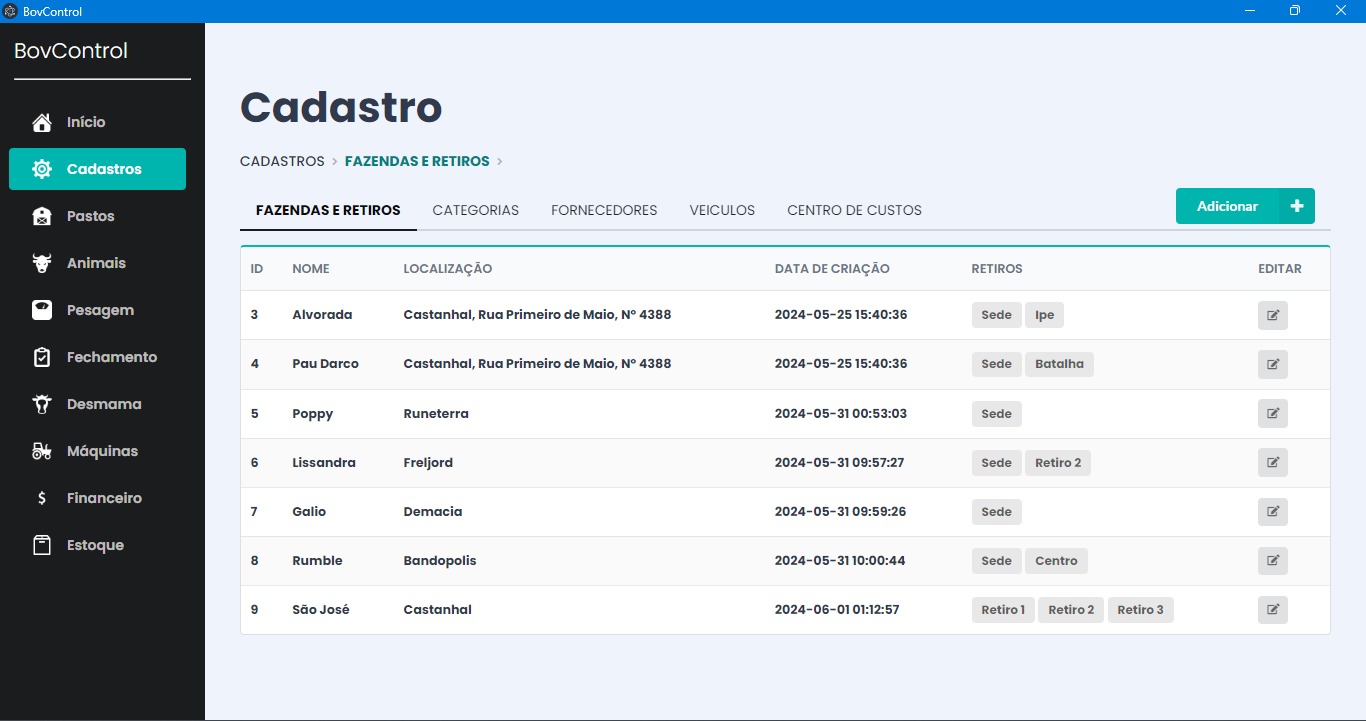 BovControl
BovControl
Início
Cadastros
Pastos
Animais
Pesagem
Fechamento
Desmama
Máquinas
Financeiro
Estoque
Cadastro
CADASTROS > FAZENDAS E RETIROS >
FAZENDAS E RETIROS CATEGORIAS FORNECEDORES VEICULOS CENTRO DE CUSTOS Adicionar +
ID NOME LOCALIZAÇÃO DATA DE CRIAÇÃO RETIROS EDITAR
3 Alvorada Castanhal, Rua Primeiro de Maio, Nº 4388 2024-05-25 15:40:36 Sede Ipe
4 Pau Darco Castanhal, Rua Primeiro de Maio, Nº 4388 2024-05-25 15:40:36 Sede Batalha
5 Poppy Runeterra 2024-05-31 00:53:03 Sede
6 Lissandra Freljord 2024-05-31 09:57:27 Sede Retiro 2
7 Galio Demacia 2024-05-31 09:59:26 Sede
8 Rumble Bandopolis 2024-05-31 10:00:44 Sede Centro
9 São José Castanhal 2024-06-01 01:12:57 Retiro 1 Retiro 2 Retiro 3